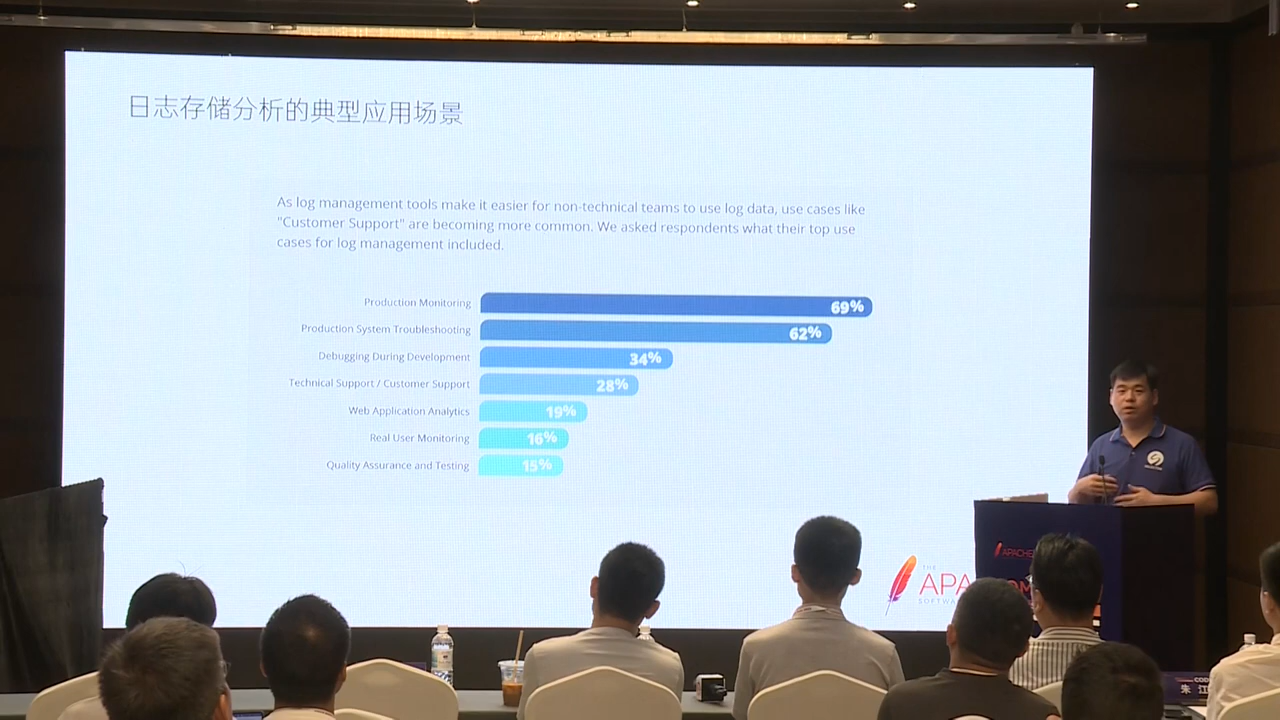 日志存储分析的典型应用场景
As log management tools make it easier for non-technical teams to use log data, use cases like
"Customer Support" are becoming more common. We asked respondents what their top use
cases for log management included.
Production Monitoring 69%
Production System Troubleshooting 62%
Debugging During Development 34%
Technical Support / Customer Support 28%
Web Application Analytics 19%
Real User Monitoring 16%
Quality Assurance and Testing 15%
THE
APA
SOFTWA
APACHE